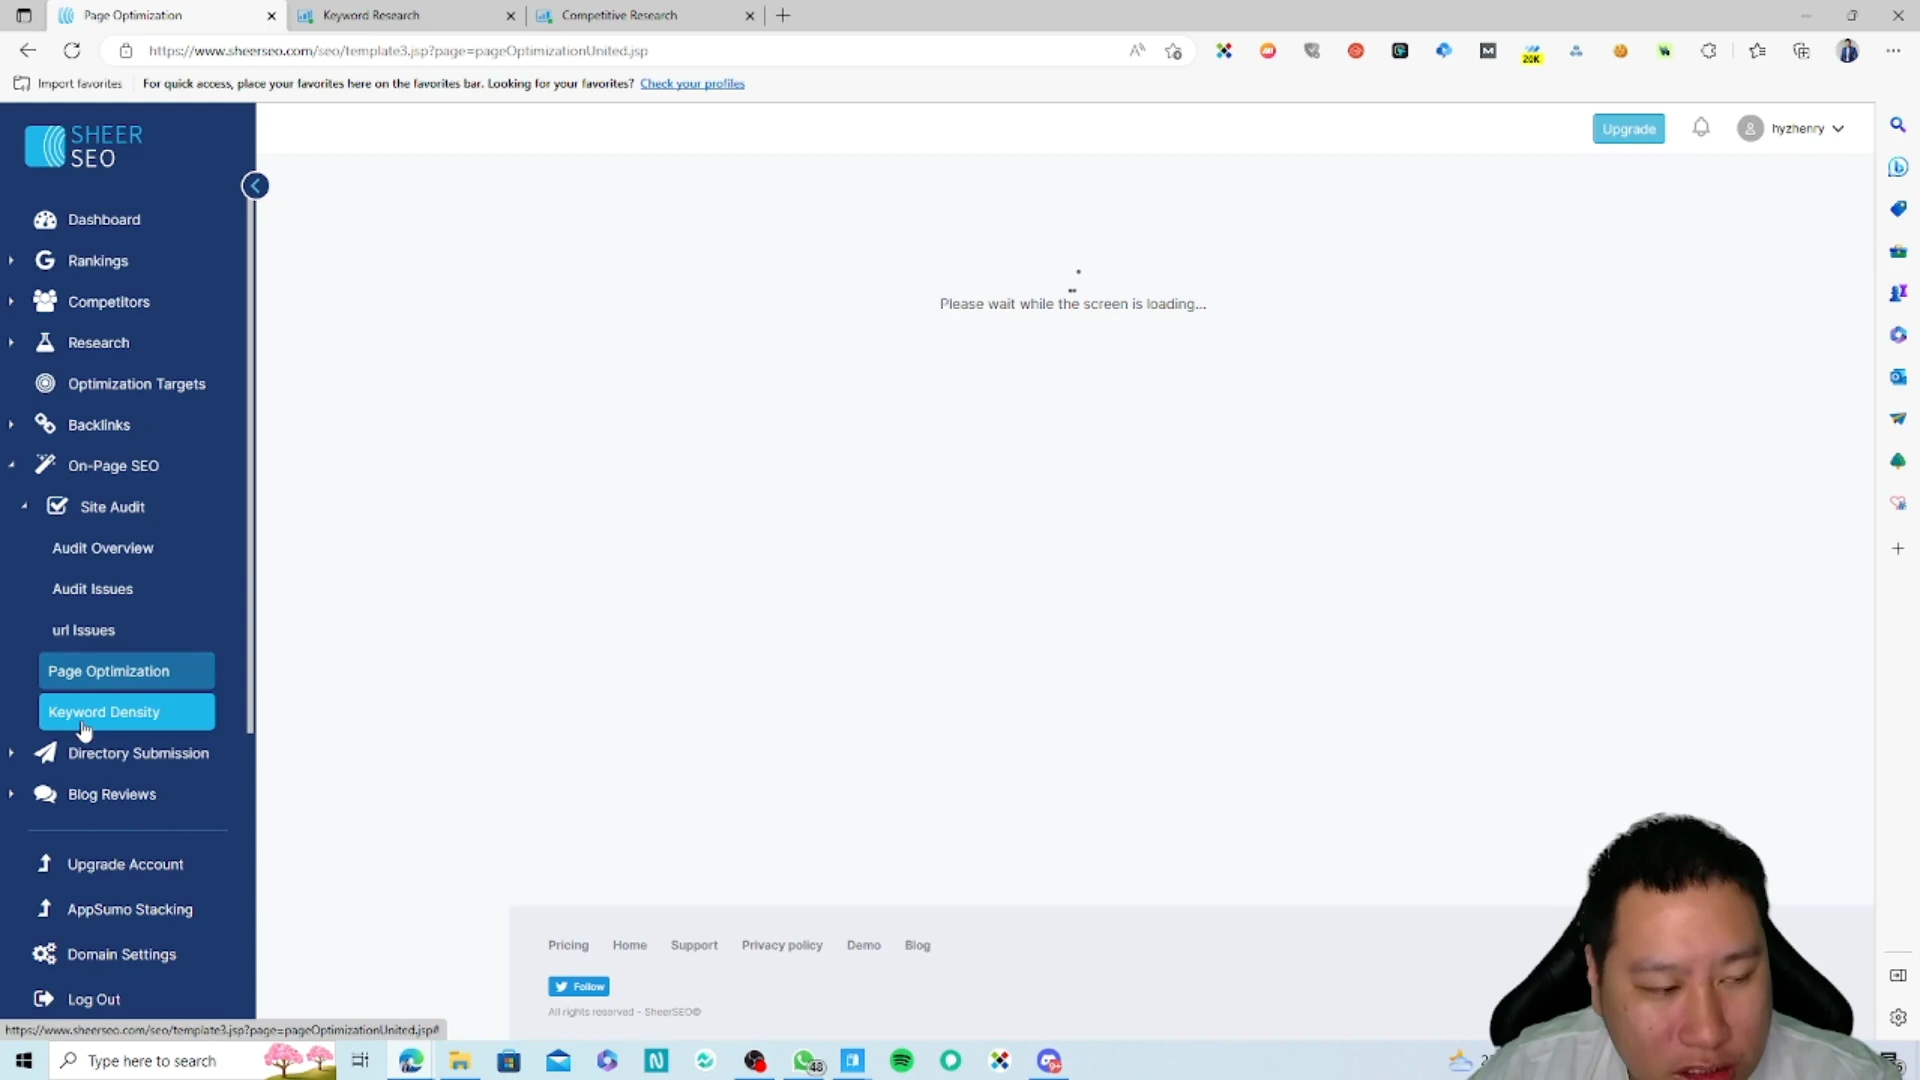 Page Optimization
Keyword Research
Competitive Research
https://www.sheerseo.com/seo/template3.jsp?page=pageOptimizationUnited.jsp
20K
Import favorites
For quick access, place your favorites here on the favorites bar. Looking for your favorites? Check your profiles
SHEER
SEO
Upgrade
hyzhenry
Dashboard
Rankings
Competitors
Research
Optimization Targets
Backlinks
On-Page SEO
Site Audit
Audit Overview
Audit Issues
url Issues
Page Optimization
Keyword Density
Directory Submission
Blog Reviews
Upgrade Account
AppSumo Stacking
Domain Settings
Log Out
Please wait while the screen is loading...
Pricing
Home
Support
Privacy policy
Demo
Blog
Follow
All rights reserved - SheerSEO©
https://www.sheerseo.com/seo/template3.jsp?page=pageOptimizationUnited.jsp#
Type here to search
48
9+